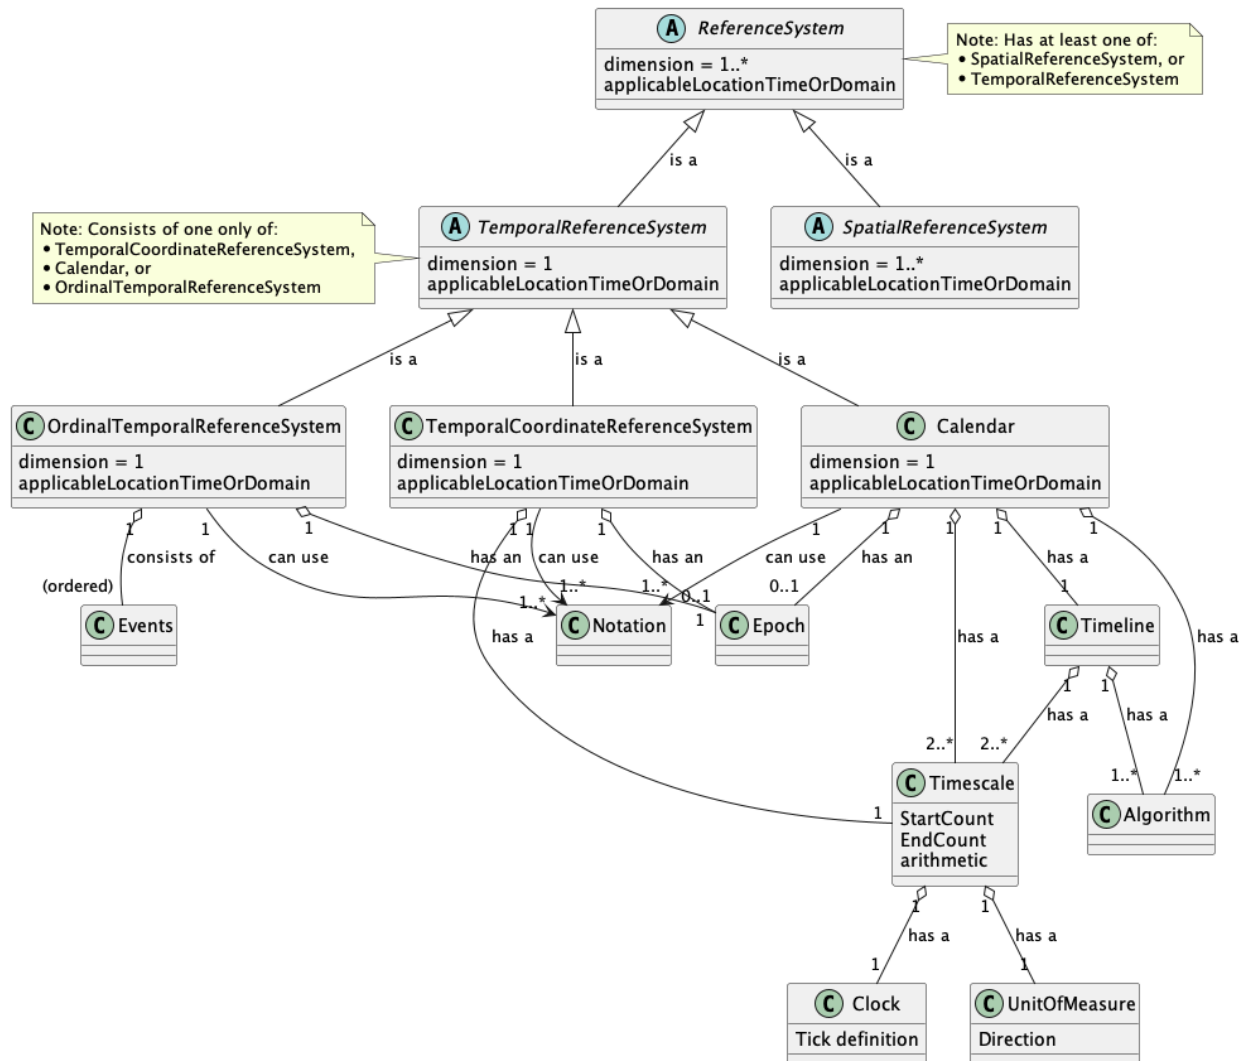 A ReferenceSystem
dimension = 1..*
applicableLocationTimeOrDomain
Note: Has at least one of:
• SpatialReferenceSystem, or
• TemporalReferenceSystem
is a
is a
Note: Consists of one only of:
• TemporalCoordinateReferenceSystem,
• Calendar, or
• OrdinalTemporalReferenceSystem
A TemporalReferenceSystem
dimension = 1
applicableLocationTimeOrDomain
A SpatialReferenceSystem
dimension = 1..*
applicableLocationTimeOrDomain
is a
is a
is a
C OrdinalTemporalReferenceSystem
dimension = 1
applicableLocationTimeOrDomain
C TemporalCoordinateReferenceSystem
dimension = 1
applicableLocationTimeOrDomain
C Calendar
dimension = 1
applicableLocationTimeOrDomain
1
1
1
1
1
1
1
1
1
1
1
consists of
can use
has an
can use
has an
can use
has an
has a
(ordered)
1..*
1..*
1..*
0..1
1
0..1
1
C Events
C Notation
C Epoch
C Timeline
has a
has a
has a
1
1
has a
has a
2..*
2..*
1..*
1..*
1
C Timescale
StartCount
EndCount
arithmetic
C Algorithm
1
1
has a
has a
1
1
C Clock
Tick definition
C UnitOfMeasure
Direction